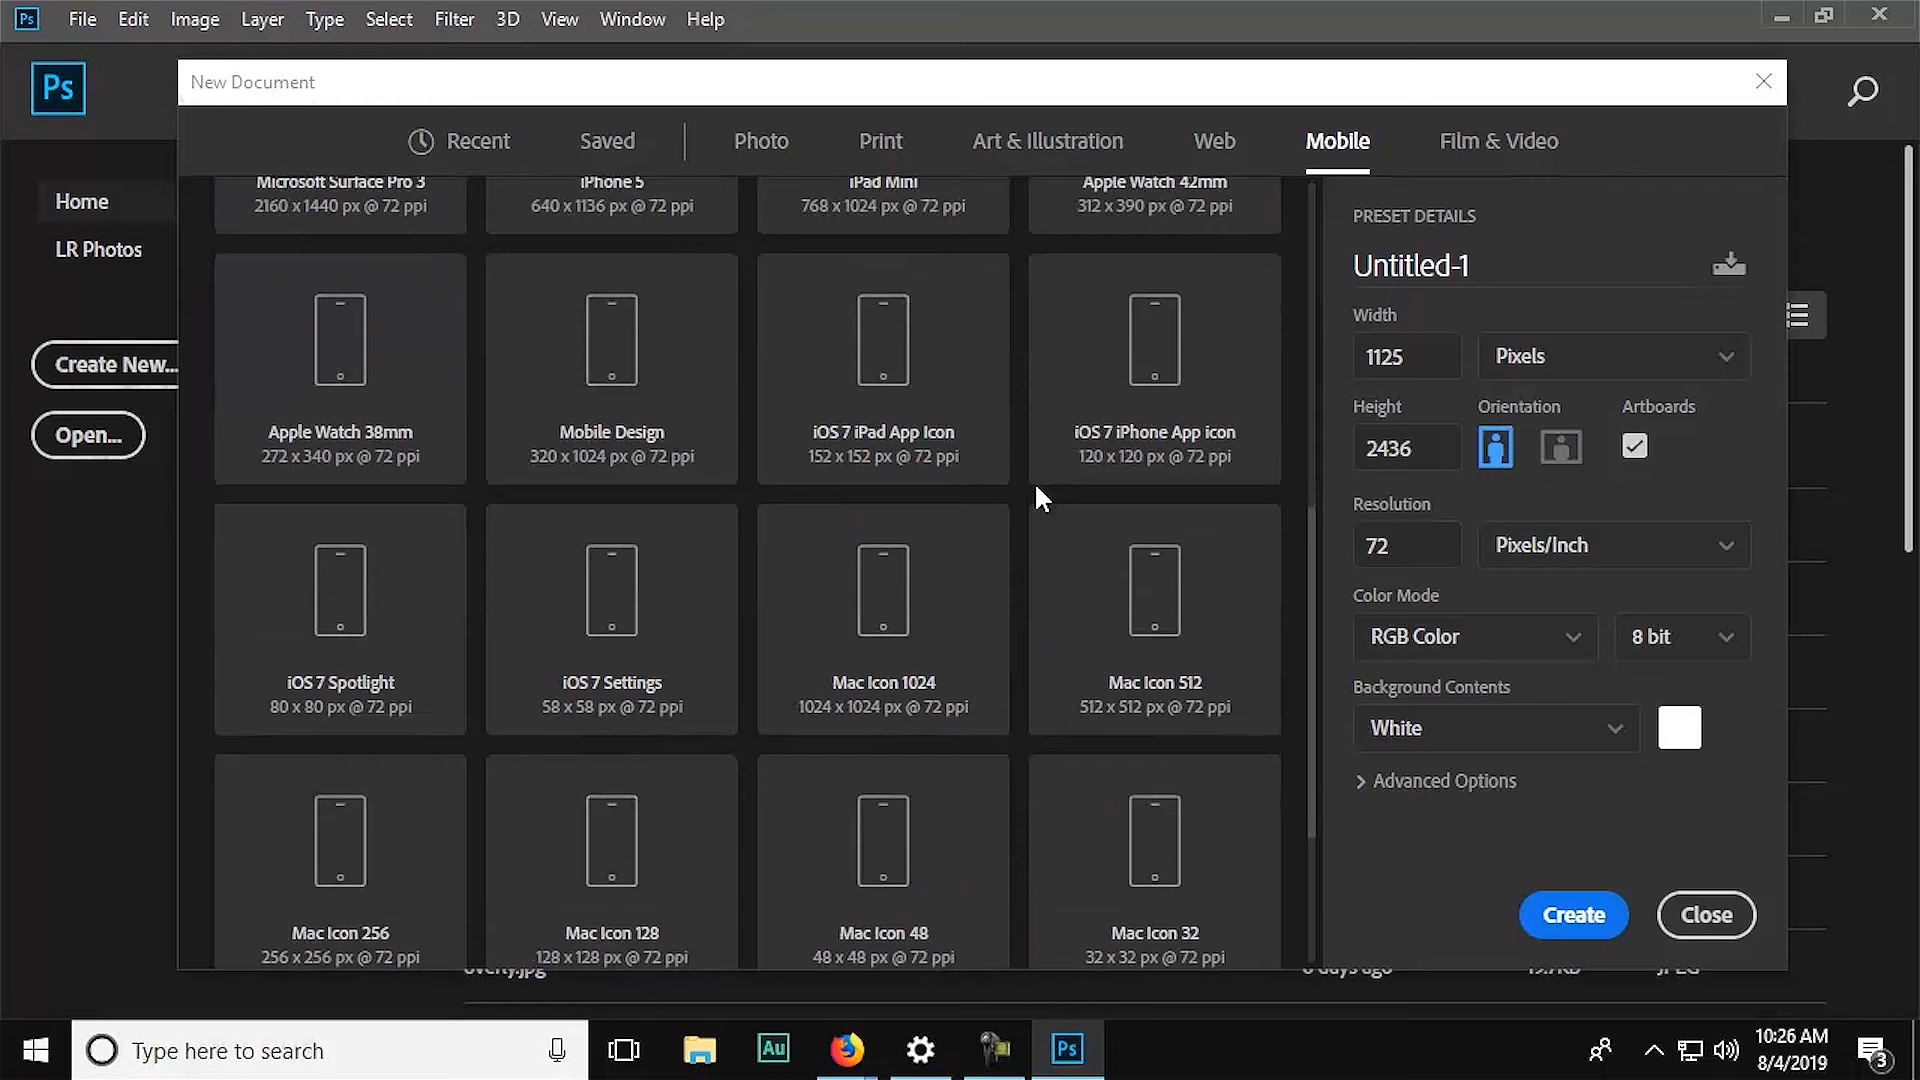 Ps File Edit Image Layer Type Select Filter 3D View Window Help
Ps
New Document
Recent Saved Photo Print Art & Illustration Web Mobile Film & Video
Home
LR Photos
Create New...
Open...
Microsoft Surface Pro 3
2160 x 1440 px @ 72 ppi
iPhone 5
640 x 1136 px @ 72 ppi
iPad Mini
768 x 1024 px @ 72 ppi
Apple Watch 42mm
312 x 390 px @ 72 ppi
Apple Watch 38mm
272 x 340 px @ 72 ppi
Mobile Design
320 x 1024 px @ 72 ppi
iOS 7 iPad App Icon
152 x 152 px @ 72 ppi
iOS 7 iPhone App icon
120 x 120 px @ 72 ppi
iOS 7 Spotlight
80 x 80 px @ 72 ppi
iOS 7 Settings
58 x 58 px @ 72 ppi
Mac Icon 1024
1024 x 1024 px @ 72 ppi
Mac Icon 512
512 x 512 px @ 72 ppi
Mac Icon 256
256 x 256 px @ 72 ppi
Mac Icon 128
128 x 128 px @ 72 ppi
Mac Icon 48
48 x 48 px @ 72 ppi
Mac Icon 32
32 x 32 px @ 72 ppi
PRESET DETAILS
Untitled-1
Width
1125 Pixels
Height Orientation Artboards
2436
Resolution
72 Pixels/Inch
Color Mode
RGB Color 8 bit
Background Contents
White
Advanced Options
Create Close
6 days ago 19.7KB JPEG
Type here to search
Au
Ps
10:26 AM
8/4/2019
3